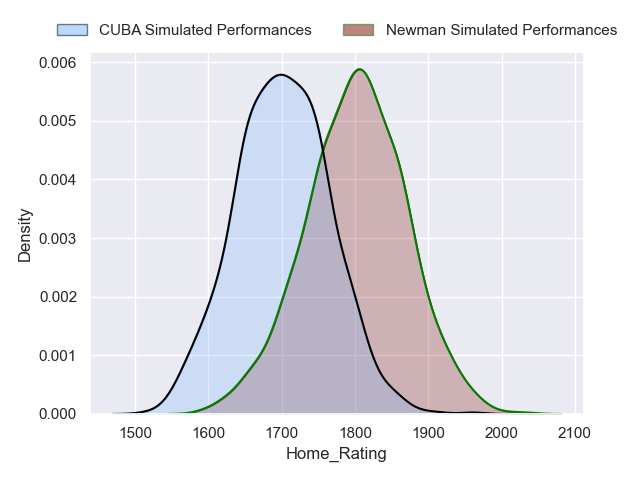 CUBA Simulated Performances Newman Simulated Performances
0.006
0.005
0.004
0.003
0.002
0.001
0.000
Density
1500 1600 1700 1800 1900 2000 2100
Home_Rating